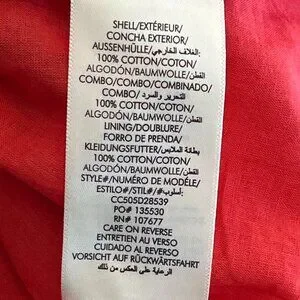 SHELL/EXTÉRIEUR/
CONCHA EXTERIOR/
AUSSENHÜLLE/الغلاف الخارجي:
100% COTTON/COTON/
ALGODÓN/BAUMWOLLE/القطن
COMBO/COMBO/COMBINADO/
COMBO/ التحرير والسرد
100% COTTON/COTON/
ALGODÓN/BAUMWOLLE/القطن
LINING/DOUBLURE/
FORRO DE PRENDA/
KLEIDUNGSFUTTER/بطانة الملابس
100% COTTON/COTON/
ALGODÓN/BAUMWOLLE/القطن
STYLE#/NUMÉRO DE MODÉLE/
ESTILO#/STIL#/أسلوب#:
CC505D28539
PO# 135530
RN# 107677
CARE ON REVERSE
ENTRETIEN AU VERSO
CUIDADO AL REVERSO
VORSICHT AUF RÜCKWÄRTSFAHRT
الرعاية على العكس من ذلك